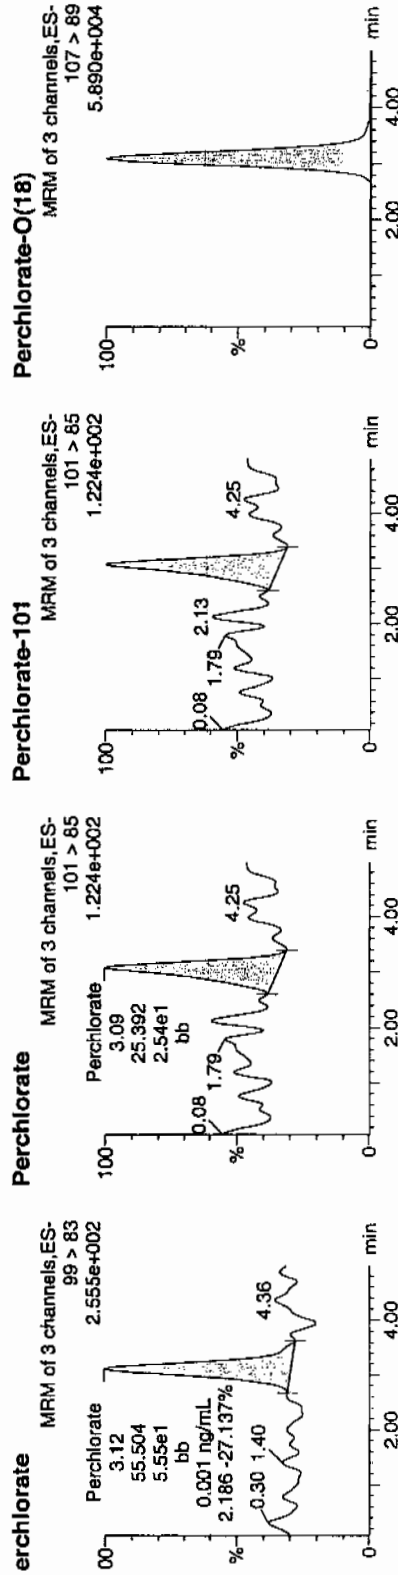 erchlorate
MRM of 3 channels,ES-
99 > 83
2.555e+002
00
Perchlorate
3.12
55.504
5.55e1
bb
0.001 ng/mL
2.186 -27.137%
0.30 1.40
4.36
%
0
2.00
4.00
min
Perchlorate
MRM of 3 channels,ES-
101 > 85
1.224e+002
100
Perchlorate
3.09
25.392
2.54e1
bb
0.08
1.79
4.25
%
0
2.00
4.00
min
Perchlorate-101
MRM of 3 channels,ES-
101 > 85
1.224e+002
100
0.08
1.79
2.13
4.25
%
0
2.00
4.00
min
Perchlorate-O(18)
MRM of 3 channels,ES-
107 > 89
5.890e+004
100
%
0
2.00
4.00
min